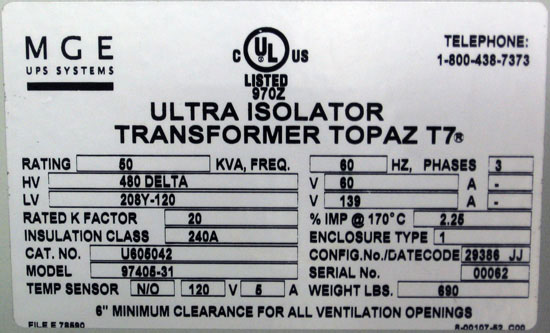 MGE
UPS SYSTEMS
C UL US
LISTED
970Z
TELEPHONE:
1-800-438-7373
ULTRA ISOLATOR
TRANSFORMER TOPAZ T7®
RATING 50 KVA, FREQ. 60 HZ, PHASES 3
HV 480 DELTA V 60 A -
LV 208Y-120 V 139 A -
RATED K FACTOR 20 % IMP @ 170°C 2.25
INSULATION CLASS 240A ENCLOSURE TYPE 1
CAT. NO. U605042 CONFIG.No./DATECODE 29386 JJ
MODEL 97405-31 SERIAL No. 00062
TEMP SENSOR N/O 120 V 5 A WEIGHT LBS. 690
6" MINIMUM CLEARANCE FOR ALL VENTILATION OPENINGS
FILE E 78590